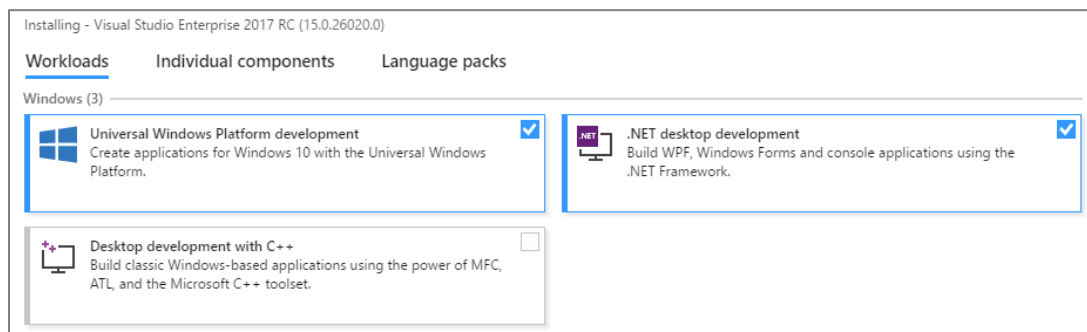 Installing - Visual Studio Enterprise 2017 RC (15.0.26020.0)
Workloads Individual components Language packs
Windows (3)
Universal Windows Platform development
Create applications for Windows 10 with the Universal Windows
Platform.
.NET
.NET desktop development
Build WPF, Windows Forms and console applications using the
.NET Framework.
Desktop development with C++
Build classic Windows-based applications using the power of MFC,
ATL, and the Microsoft C++ toolset.